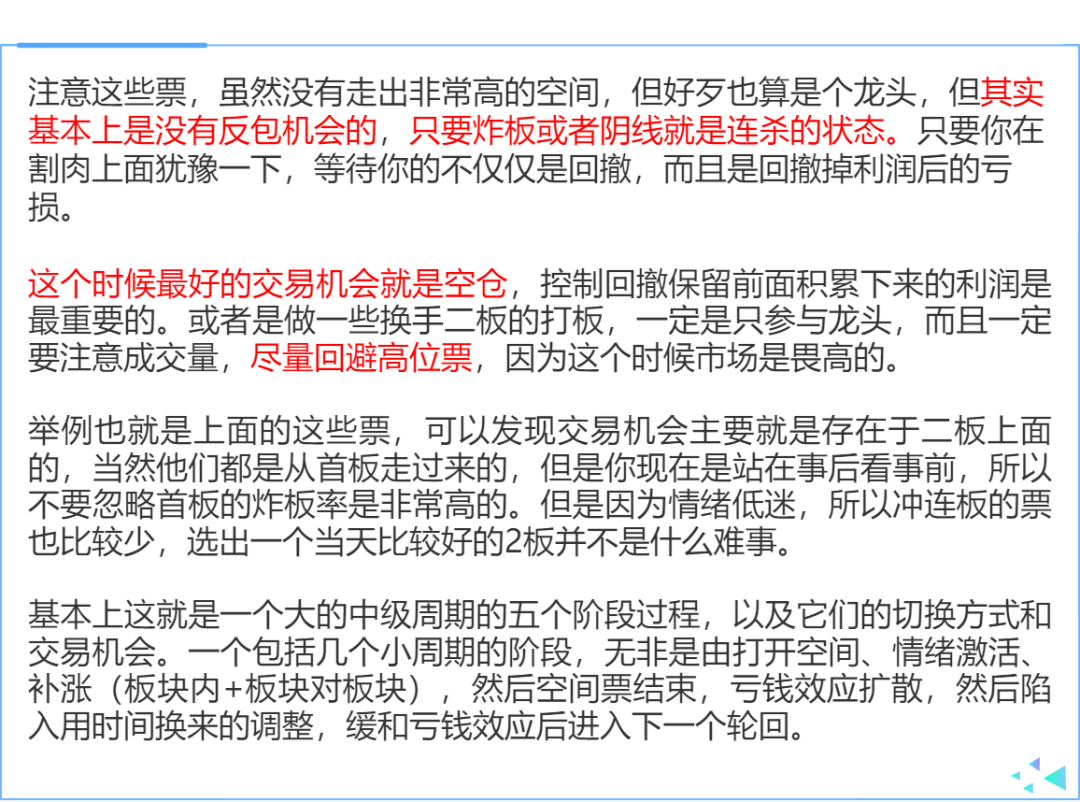 注意这些票，虽然没有走出非常高的空间，但好歹也算是个龙头，但其实
基本上是没有反包机会的，只要炸板或者阴线就是连杀的状态。只要你在
割肉上面犹豫一下，等待你的不仅仅是回撤，而且是回撤掉利润后的亏
损。
这个时候最好的交易机会就是空仓，控制回撤保留前面积累下来的利润是
最重要的。或者是做一些换手二板的打板，一定是只参与龙头，而且一定
要注意成交量，尽量回避高位票，因为这个时候市场是畏高的。
举例也就是上面的这些票，可以发现交易机会主要就是存在于二板上面
的，当然他们都是从首板走过来的，但是你现在是站在事后看事前，所以
不要忽略首板的炸板率是非常高的。但是因为情绪低迷，所以冲连板的票
也比较少，选出一个当天比较好的2板并不是什么难事。
基本上这就是一个大的中级周期的五个阶段过程，以及它们的切换方式和
交易机会。一个包括几个小周期的阶段，无非是由打开空间、情绪激活、
补涨（板块内+板块对板块），然后空间票结束，亏钱效应扩散，然后陷
入用时间换来的调整，缓和亏钱效应后进入下一个轮回。